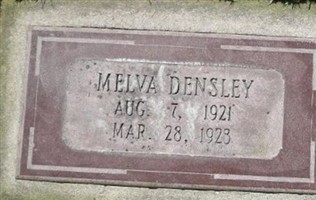 MELVA DENSLEY
AUG. 7, 1921
MAR. 28, 1923